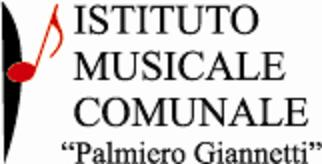 ISTITUTO
MUSICALE
COMUNALE
“Palmiero Giannetti”